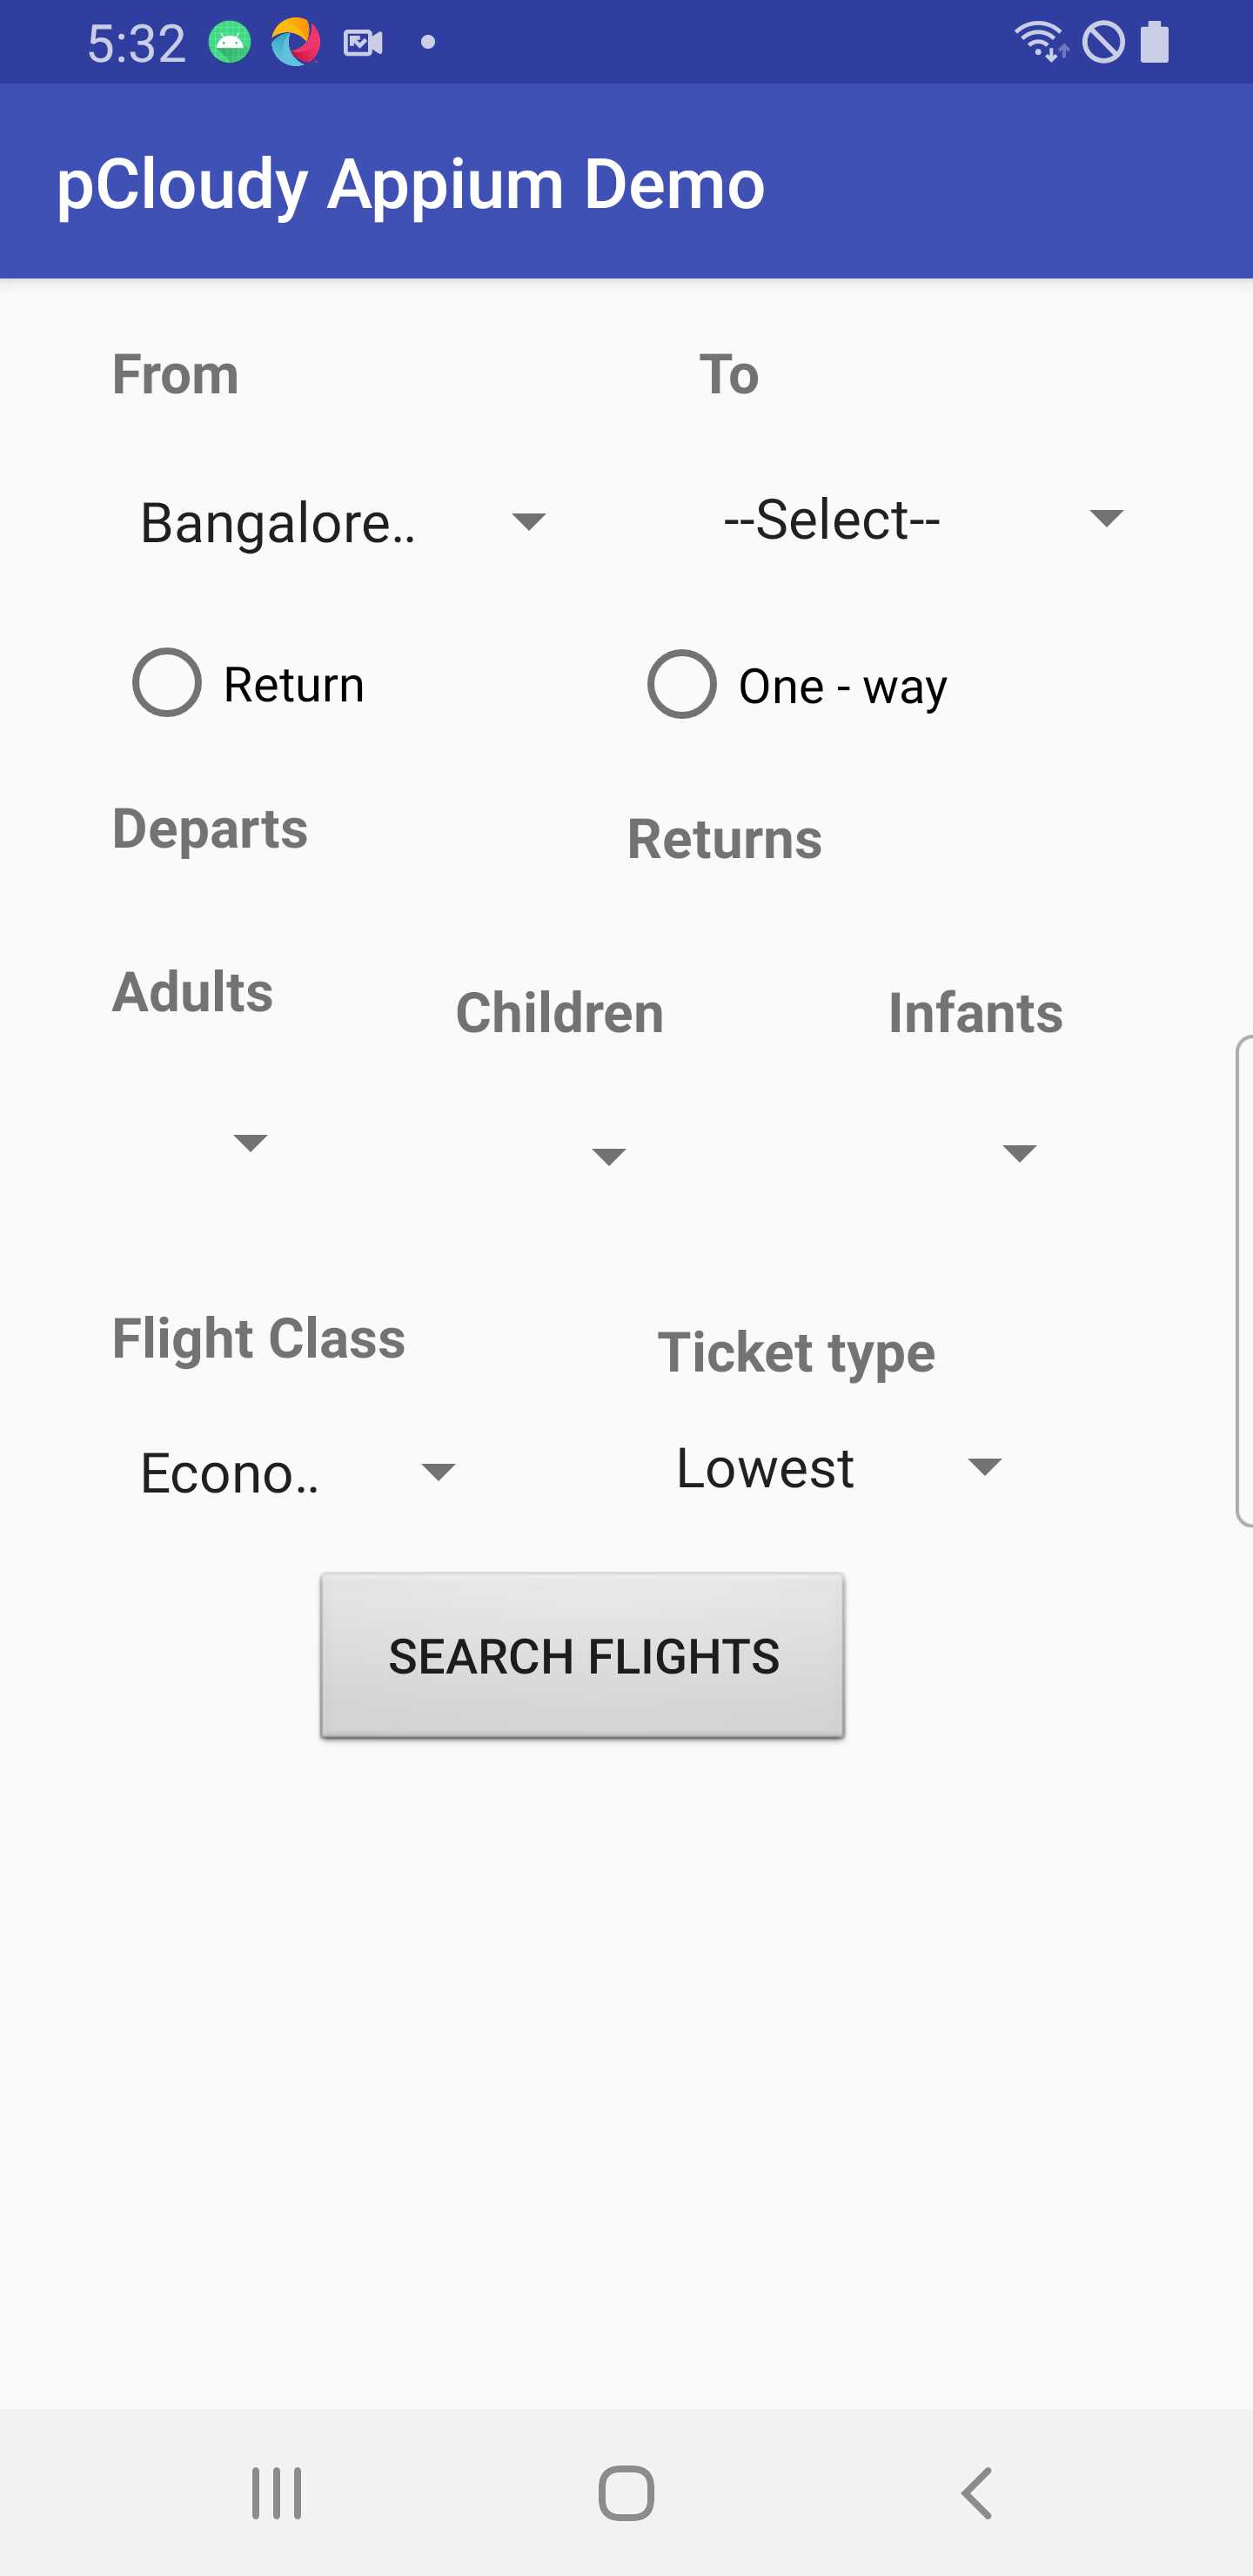 5:32
pCloudy Appium Demo
From To
Bangalore.. --Select--
Return One - way
Departs Returns
Adults Children Infants
Flight Class Ticket type
Econo.. Lowest
SEARCH FLIGHTS